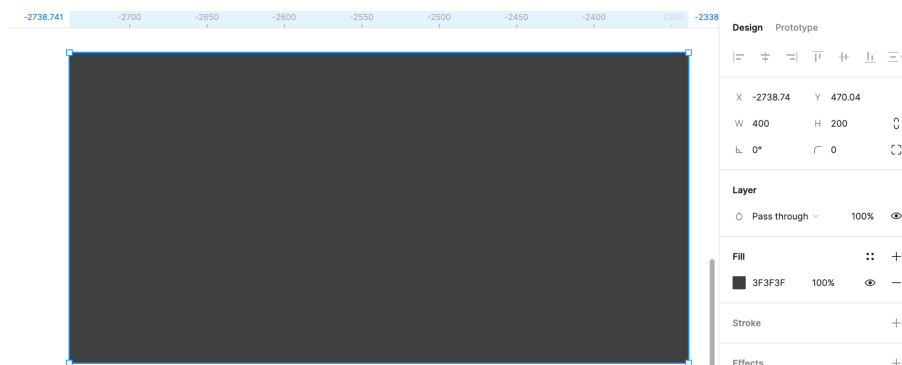 -2738.741 -2700 -2650 -2600 -2550 -2500 -2450 -2400 -2350 -2338
Design Prototype
X -2738.74 Y 470.04
W 400 H 200
0° 0
Layer
Pass through 100%
Fill
3F3F3F 100%
Stroke
Effects